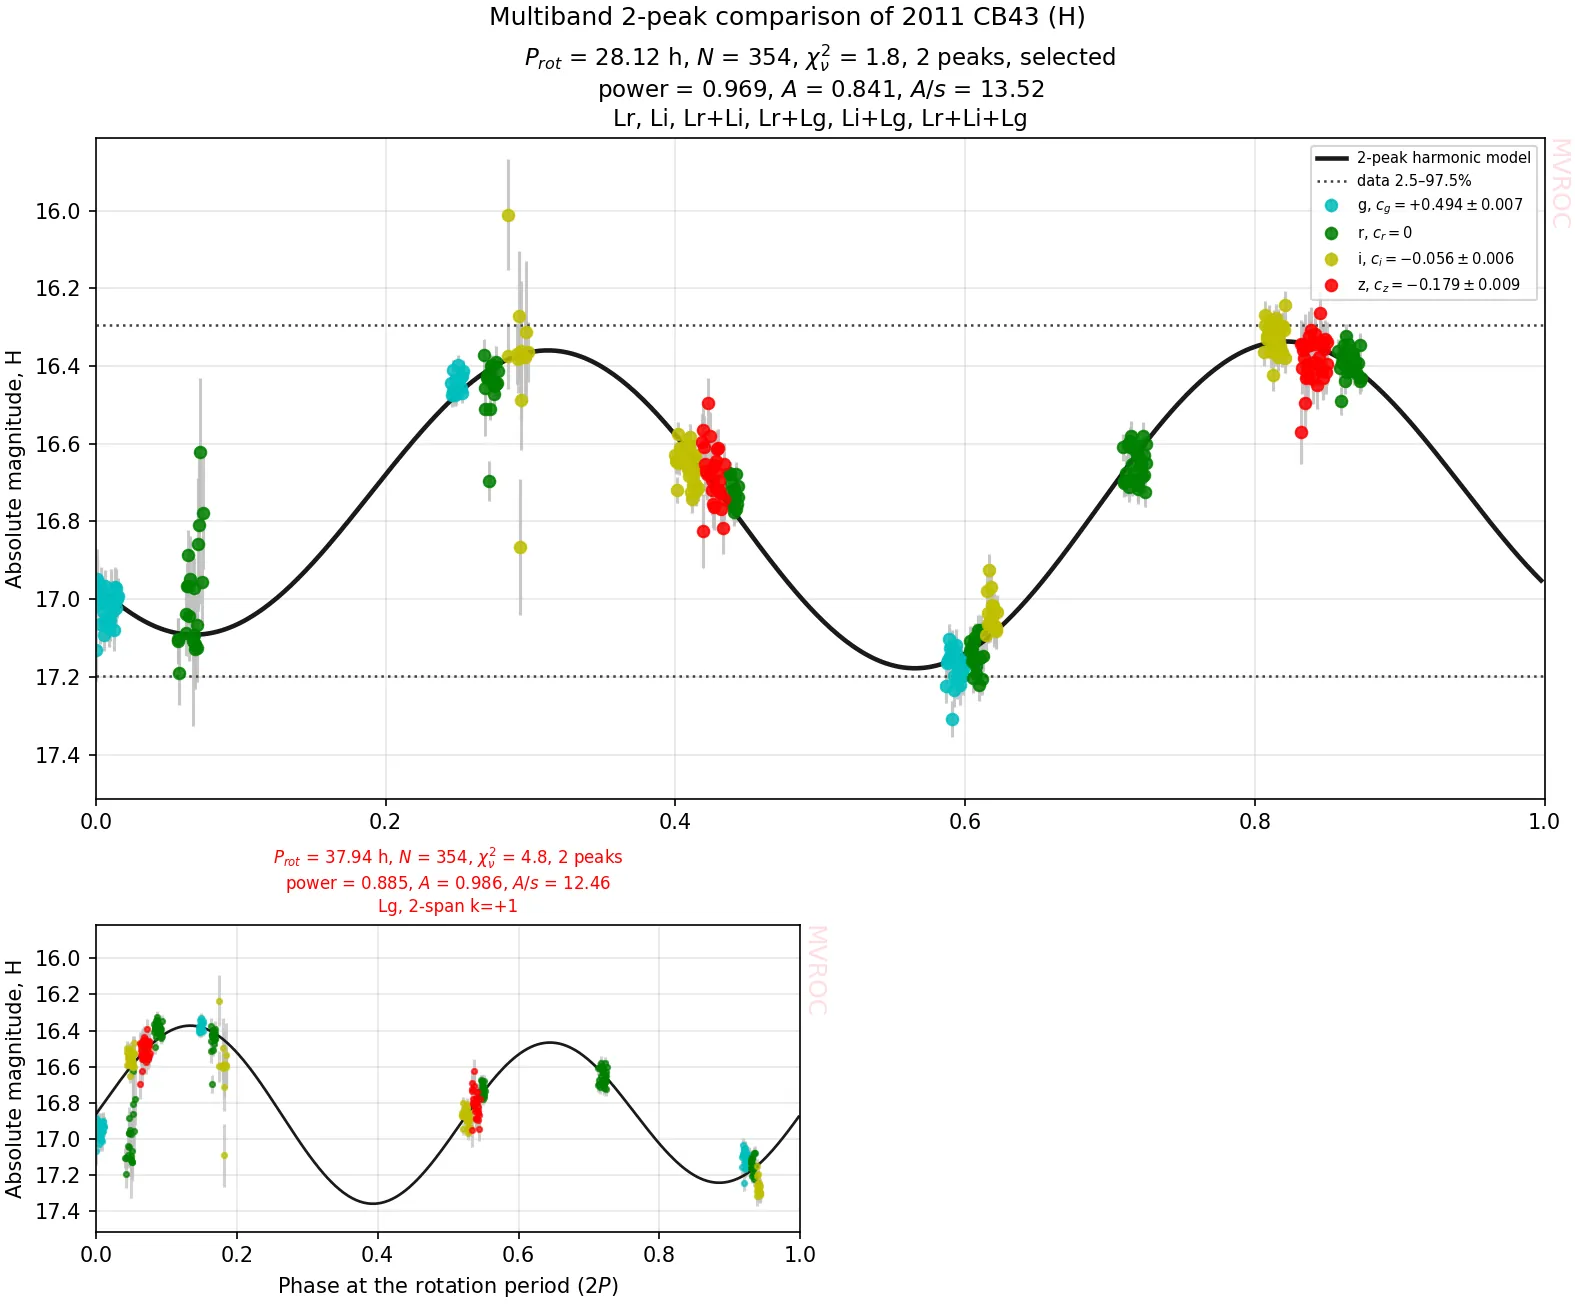 Multiband 2-peak comparison of 2011 CB43 (H)
P_rot = 28.12 h, N = 354, χ²_ν = 1.8, 2 peaks, selected
power = 0.969, A = 0.841, A/s = 13.52
Lr, Li, Lr+Li, Lr+Lg, Li+Lg, Lr+Li+Lg
2-peak harmonic model
data 2.5–97.5%
g, c_g = +0.494 ± 0.007
r, c_r = 0
i, c_i = −0.056 ± 0.006
z, c_z = −0.179 ± 0.009
MVROC
Absolute magnitude, H
16.0
16.2
16.4
16.6
16.8
17.0
17.2
17.4
0.0 0.2 0.4 0.6 0.8 1.0
P_rot = 37.94 h, N = 354, χ²_ν = 4.8, 2 peaks
power = 0.885, A = 0.986, A/s = 12.46
Lg, 2-span k=+1
MVROC
Absolute magnitude, H
16.0
16.2
16.4
16.6
16.8
17.0
17.2
17.4
0.0 0.2 0.4 0.6 0.8 1.0
Phase at the rotation period (2P)